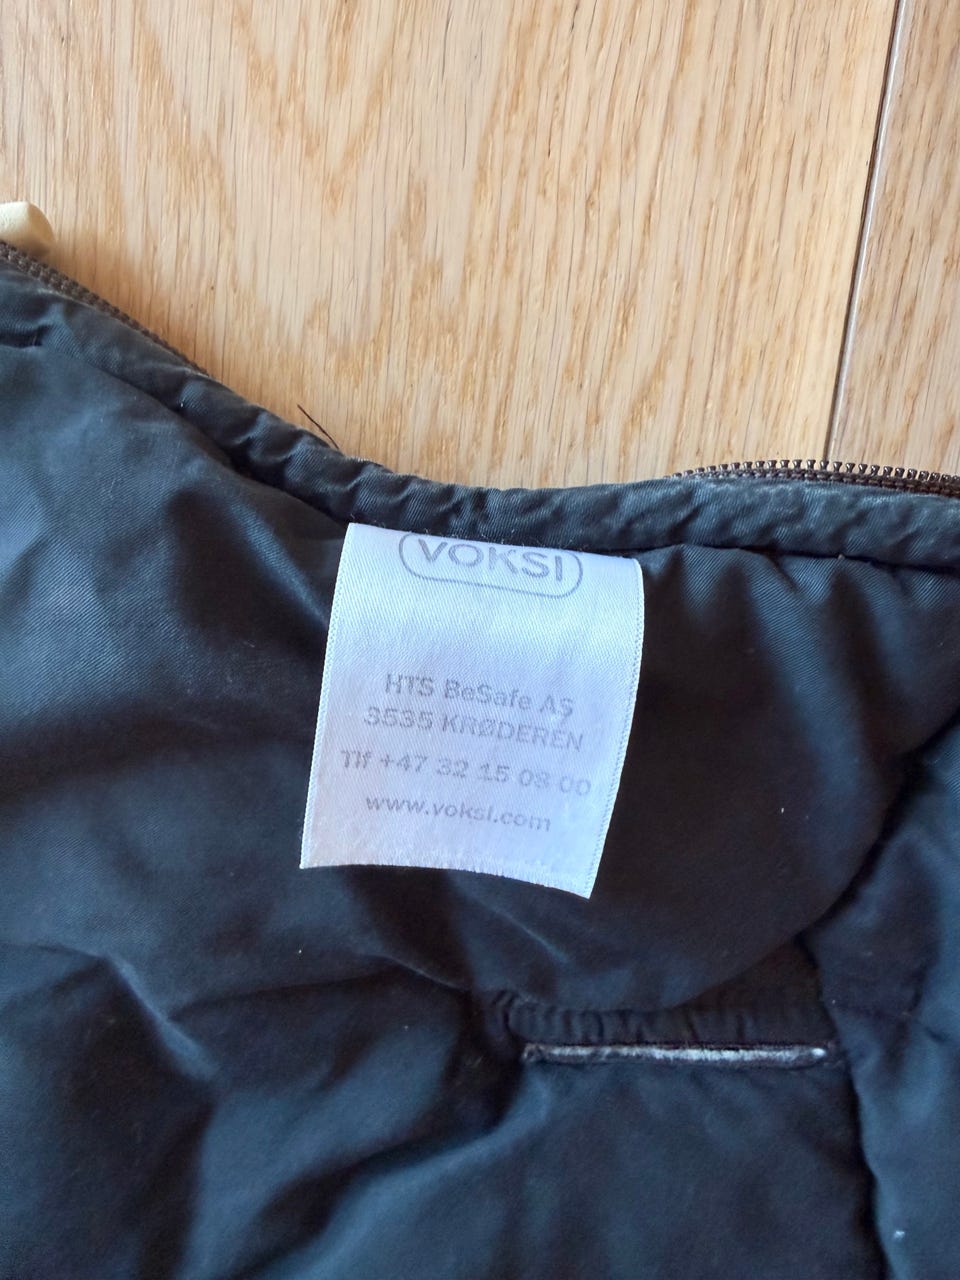 VOKSI
HTS BeSafe AS
3535 KRØDEREN
Tlf +47 32 15 08 00
www.voksi.com